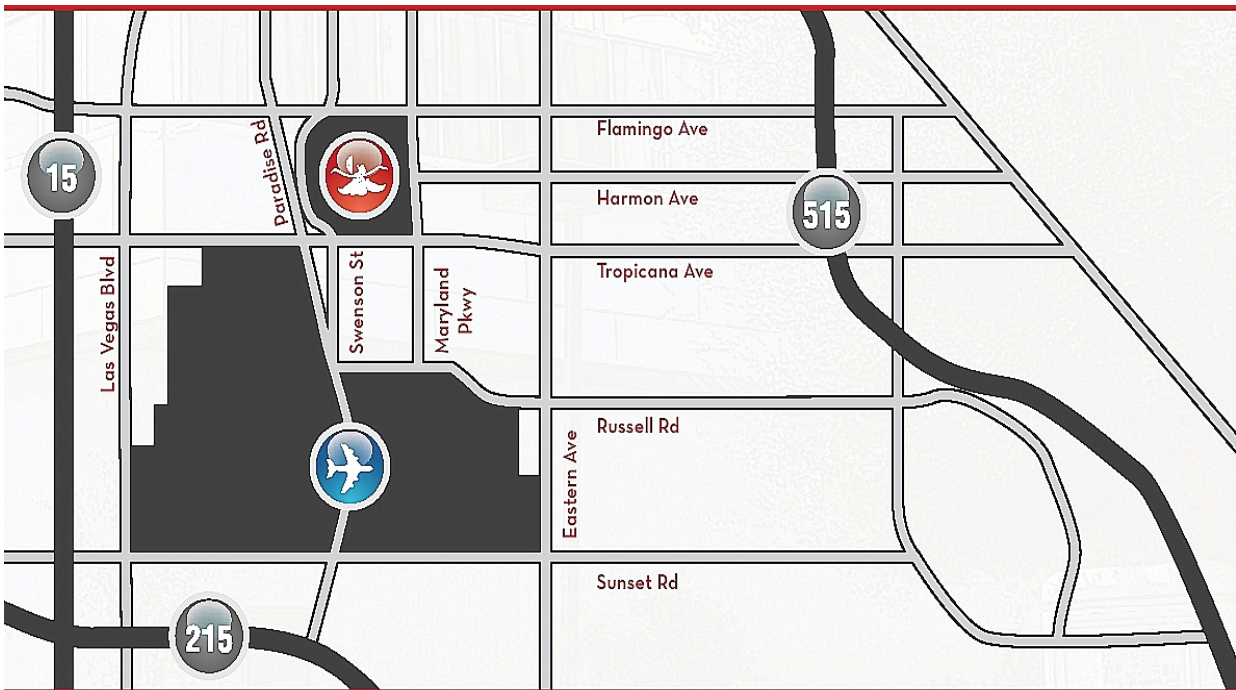 Flamingo Ave
Paradise Rd
15
Harmon Ave
515
Las Vegas Blvd
Swenson St
Maryland
Pkwy
Tropicana Ave
Russell Rd
Eastern Ave
Sunset Rd
215